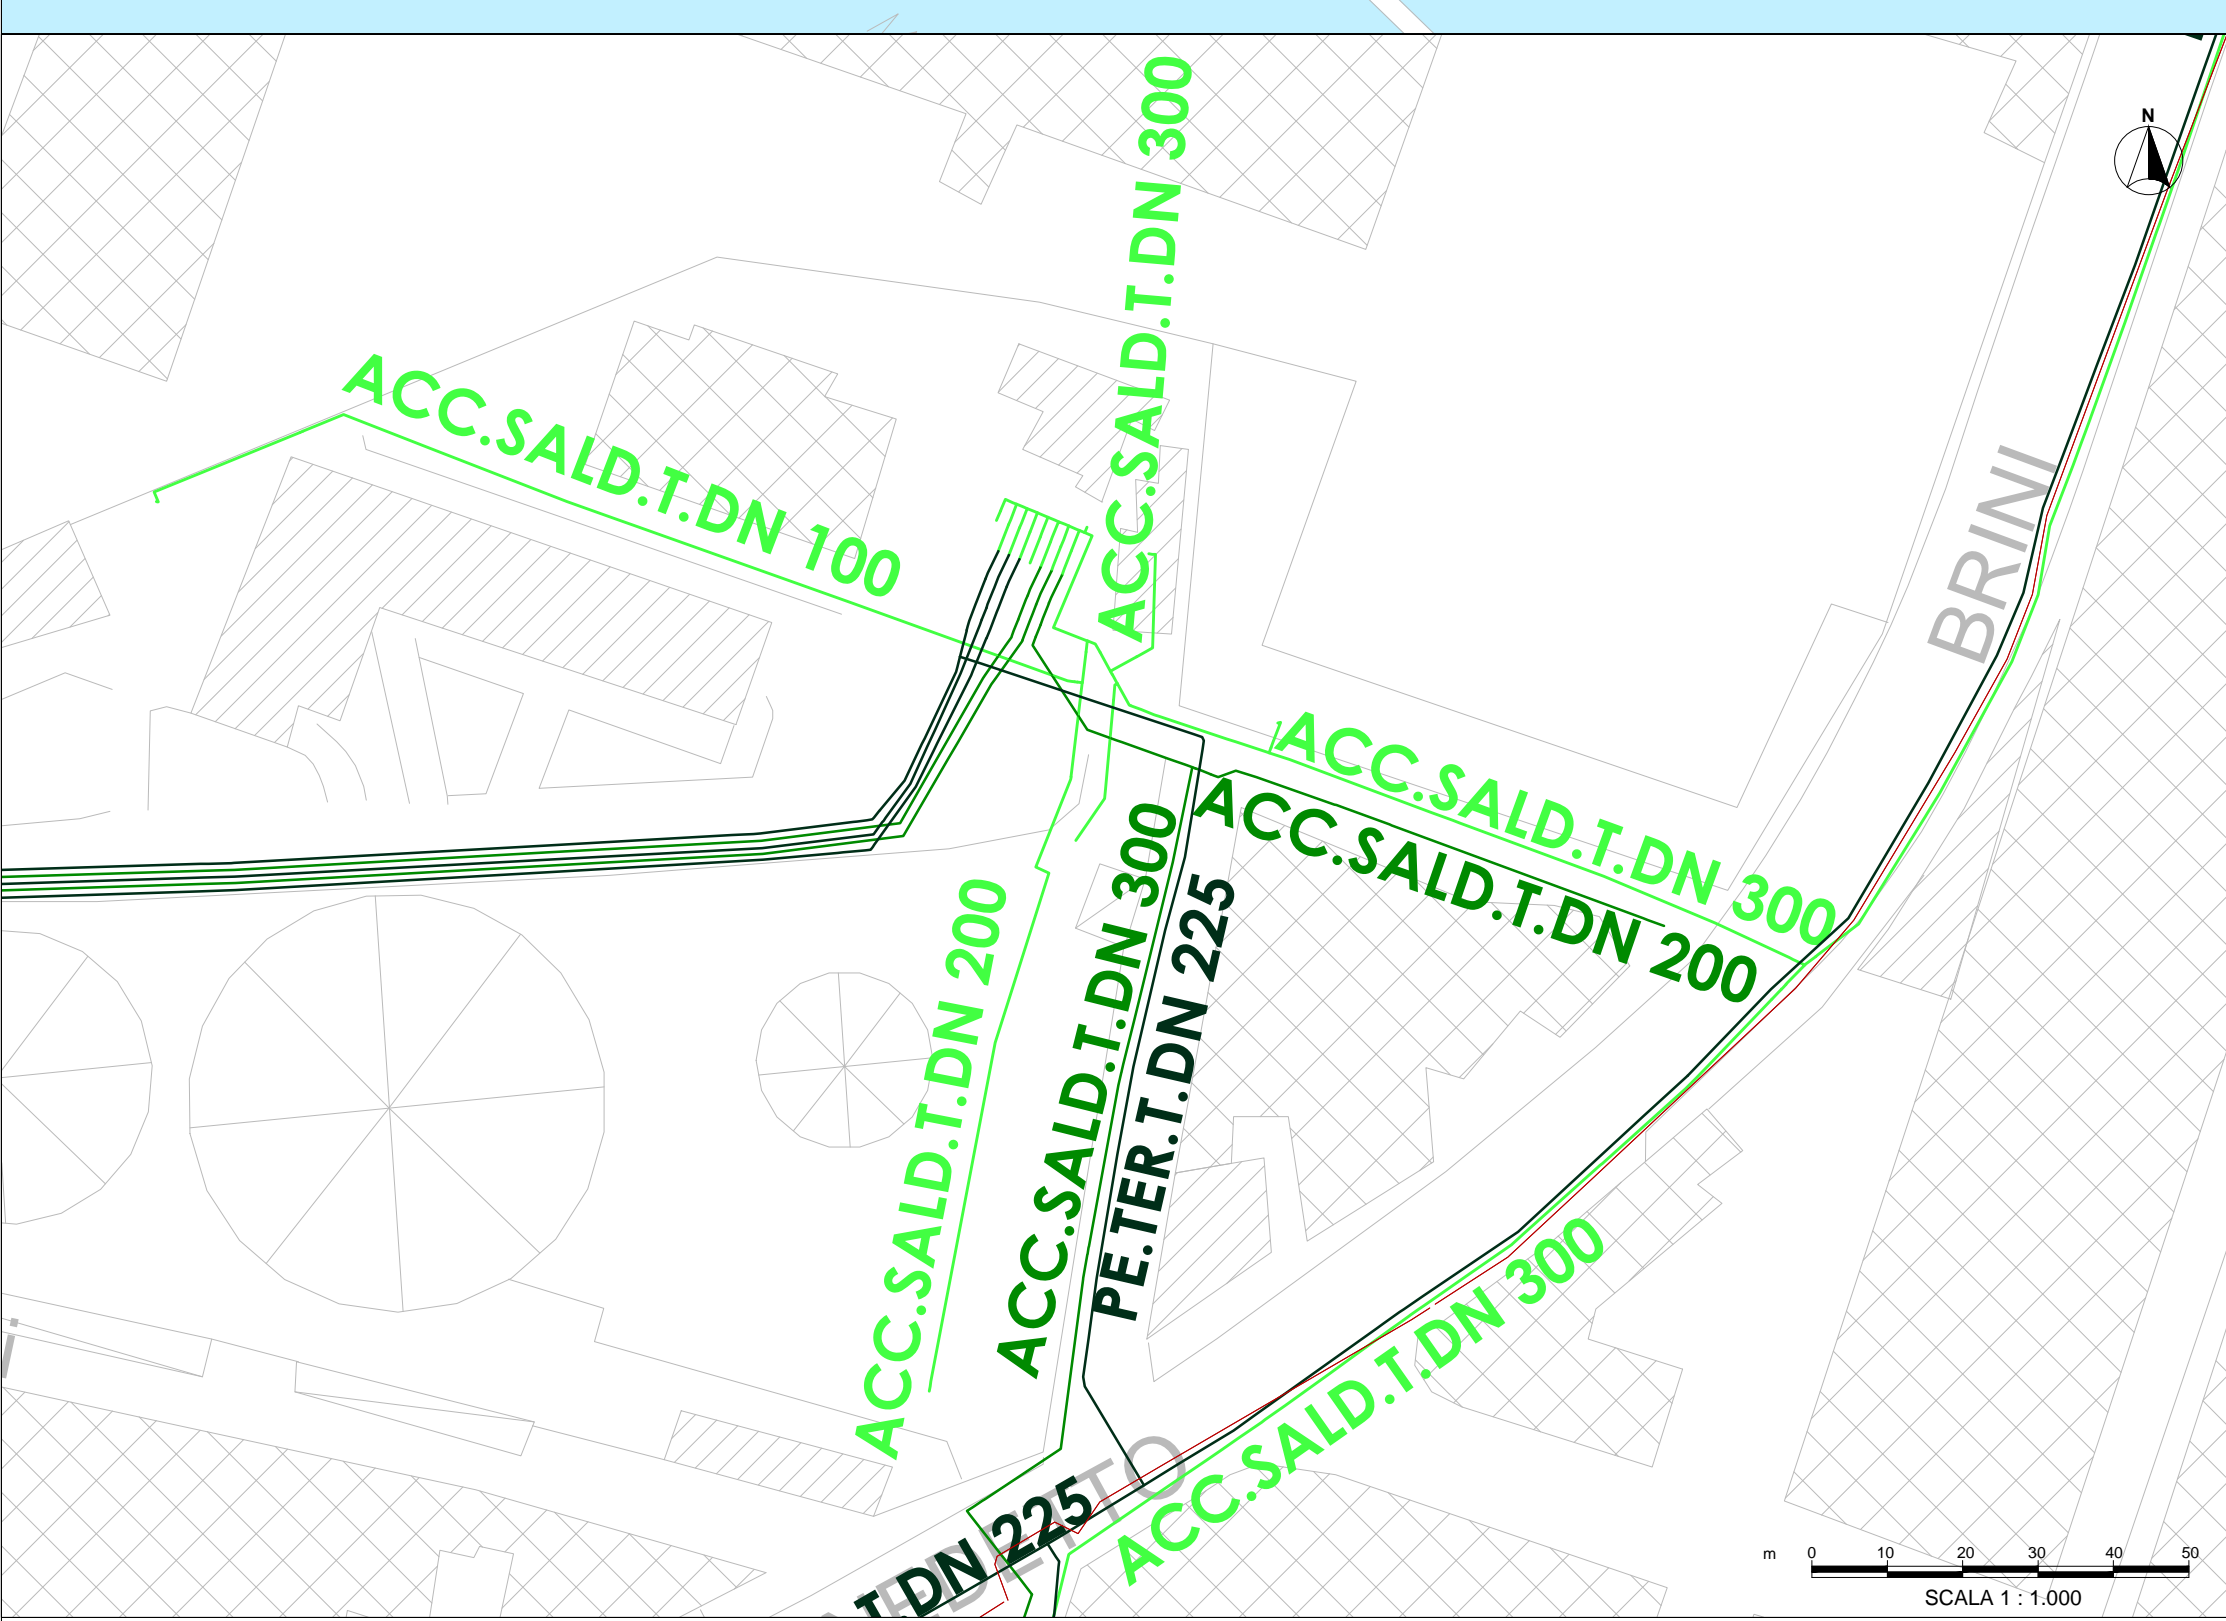 N
ACC.SALD.T.DN 300
ACC.SALD.T.DN 100
BRINI
ACC.SALD.T.DN 300
ACC.SALD.T.DN 200
ACC.SALD.T.DN 300
PE.TER.T.DN 225
ACC.SALD.T.DN 200
ACC.SALD.T.DN 300
T.DN 225
EDETTO
i
m 0 10 20 30 40 50
SCALA 1 : 1.000